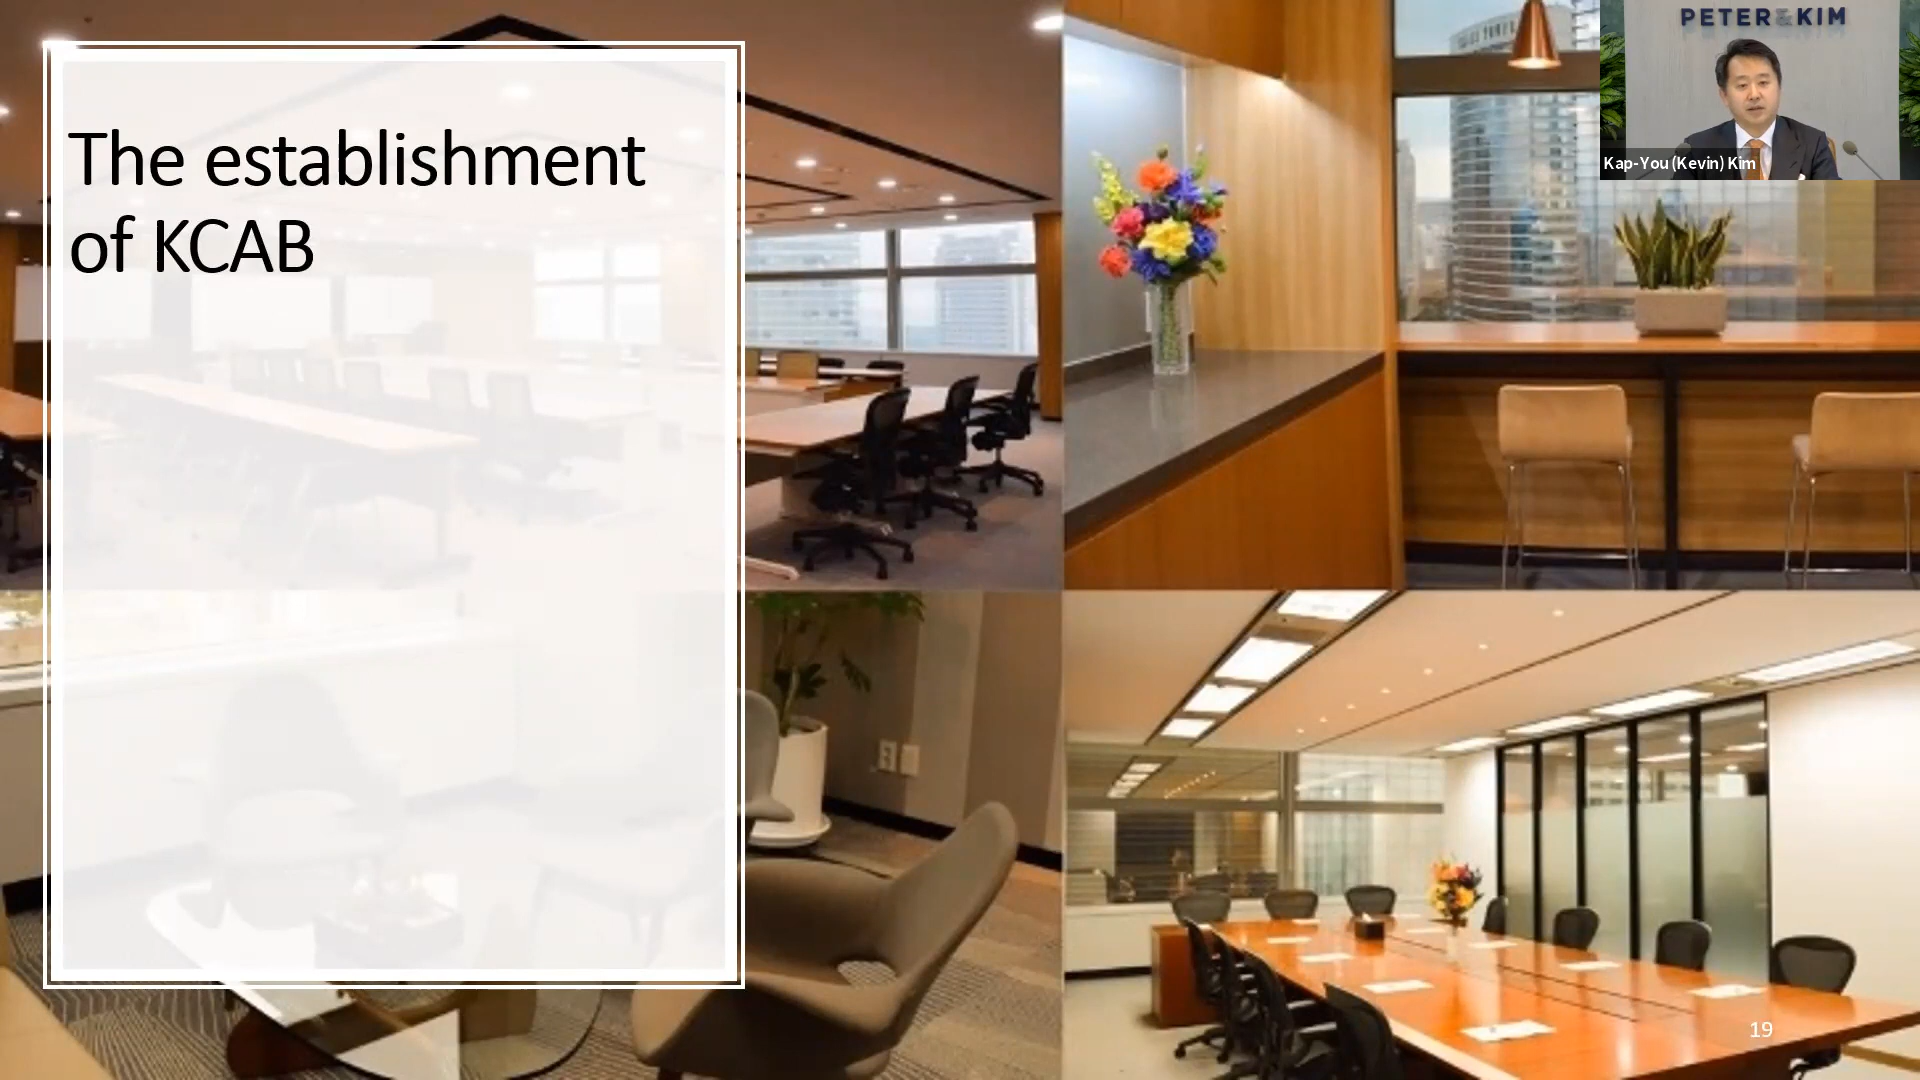 The establishment
of KCAB
PETER&KIM
Kap-You (Kevin) Kim
19